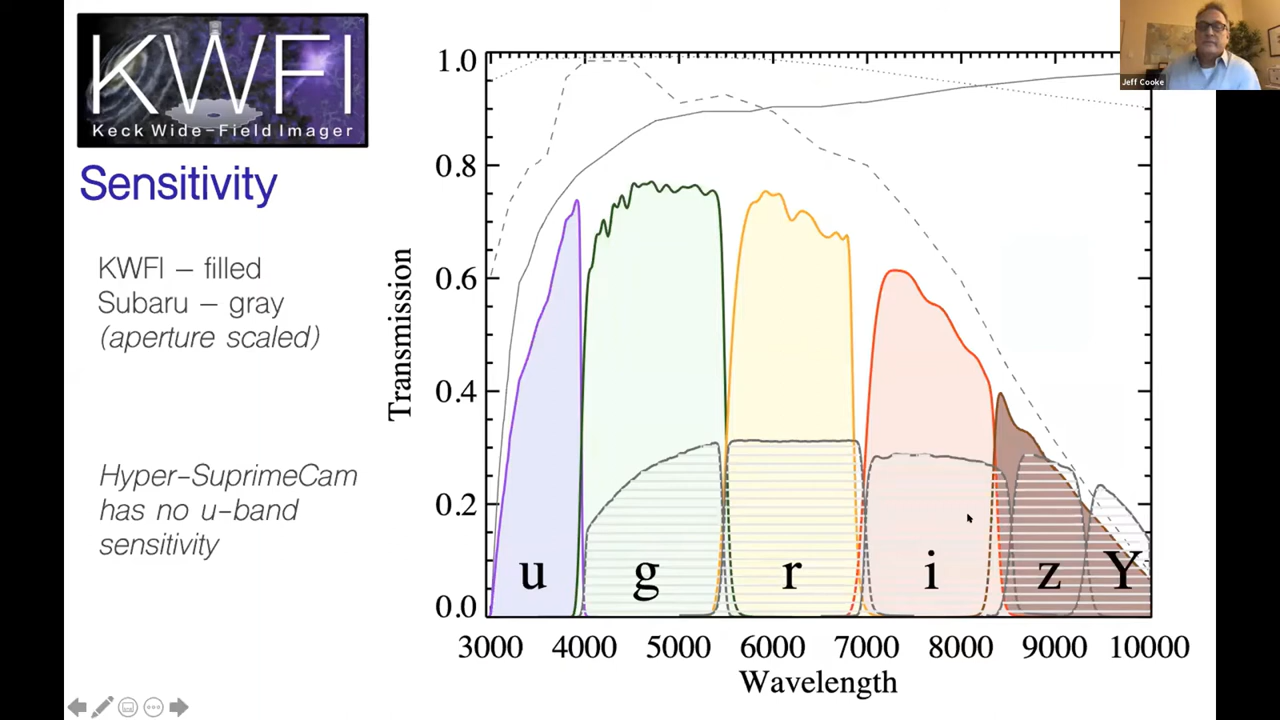 KWFI
Keck Wide-Field Imager
Sensitivity
KWFI – filled
Subaru – gray
(aperture scaled)
Hyper-SuprimeCam
has no u-band
sensitivity
Transmission
1.0
0.8
0.6
0.4
0.2
0.0
u g r i z Y
3000 4000 5000 6000 7000 8000 9000 10000
Wavelength
Jeff Cooke